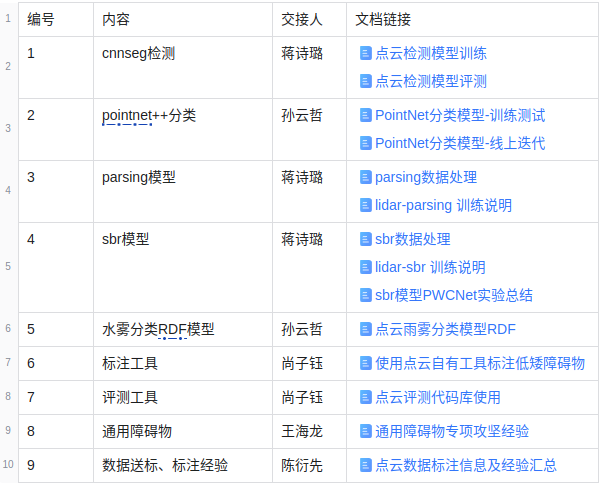 1 编号 内容 交接人 文档链接
2 1 cnnseg检测 蒋诗璐 点云检测模型训练
点云检测模型评测
3 2 pointnet++分类 孙云哲 PointNet分类模型-训练测试
PointNet分类模型-线上迭代
4 3 parsing模型 蒋诗璐 parsing数据处理
lidar-parsing 训练说明
5 4 sbr模型 蒋诗璐 sbr数据处理
lidar-sbr 训练说明
sbr模型PWCNet实验总结
6 5 水雾分类RDF模型 孙云哲 点云雨雾分类模型RDF
7 6 标注工具 尚子钰 使用点云自有工具标注低矮障碍物
8 7 评测工具 尚子钰 点云评测代码库使用
9 8 通用障碍物 王海龙 通用障碍物专项攻坚经验
10 9 数据送标、标注经验 陈衍先 点云数据标注信息及经验汇总